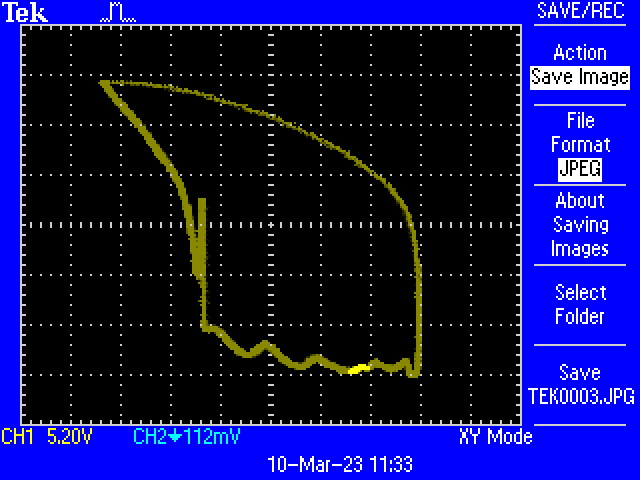 Tek
SAVE/REC
Action
Save Image
File
Format
JPEG
About
Saving
Images
Select
Folder
Save
TEK0003.JPG
CH1 5.20V CH2 112mV XY Mode
10-Mar-23 11:33